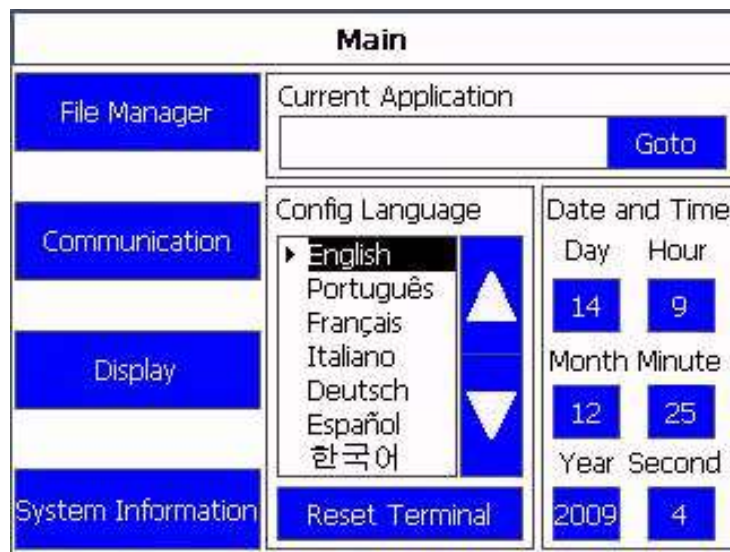 Main
File Manager
Communication
Display
System Information
Current Application
Goto
Config Language
English
Português
Français
Italiano
Deutsch
Español
한국어
Reset Terminal
Date and Time
Day Hour
14 9
Month Minute
12 25
Year Second
2009 4